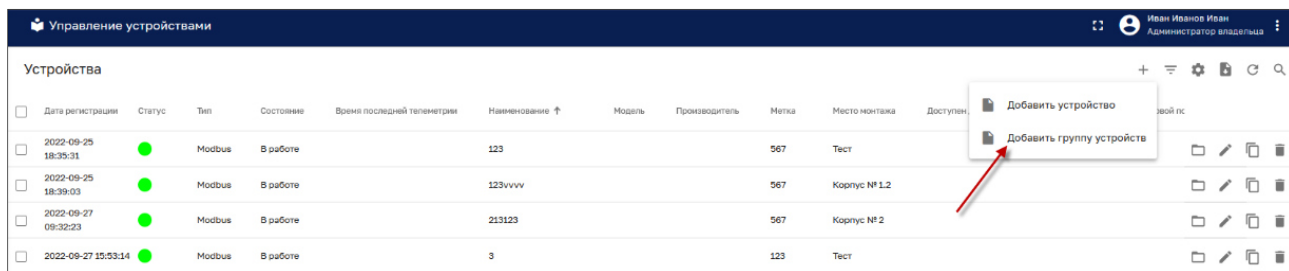 Управление устройствами
Иван Иванов Иван
Администратор владельца
Устройства
Добавить устройство
Добавить группу устройств
Дата регистрации Статус Тип Состояние Время последней телеметрии Наименование ↑ Модель Производитель Метка Место монтажа Доступен
2022-09-25
18:35:31
Modbus В работе 123 567 Тест
2022-09-25
18:39:03
Modbus В работе 123vvvv 567 Корпус № 1.2
2022-09-27
09:32:23
Modbus В работе 213123 567 Корпус № 2
2022-09-27 15:53:14 Modbus В работе 3 123 Тест